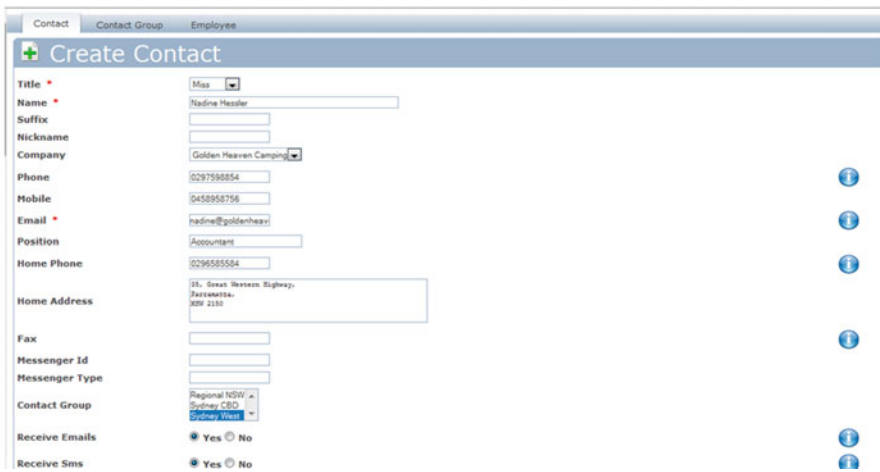 Contact Contact Group Employee
Create Contact
Title * Miss
Name * Nadine Hessler
Suffix
Nickname
Company Golden Heaven Camping
Phone 0297598854
Mobile 0458958756
Email * nadine@goldenheav
Position Accountant
Home Phone 0296585584
Home Address
35, Great Western Highway,
Parramatta,
NSW 2150
Fax
Messenger Id
Messenger Type
Contact Group
Regional NSW
Sydney CBD
Sydney West
Receive Emails Yes No
Receive Sms Yes No